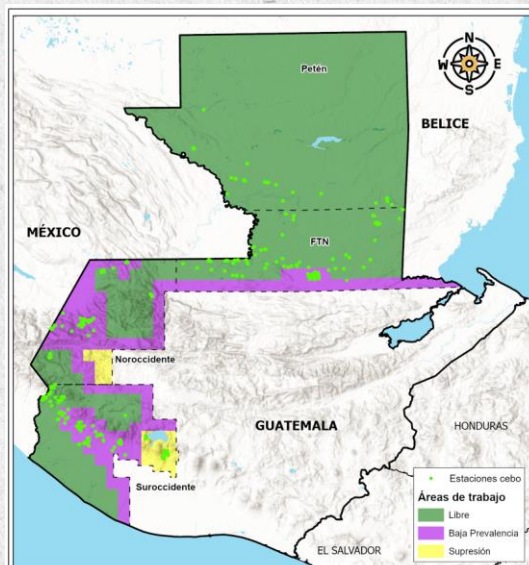 Petén
N
W E
S
BELICE
MÉXICO
FTN
Noroccidente
GUATEMALA
HONDURAS
Suroccidente
EL SALVADOR
Estaciones cebo
Áreas de trabajo
Libre
Baja Prevalencia
Supresión